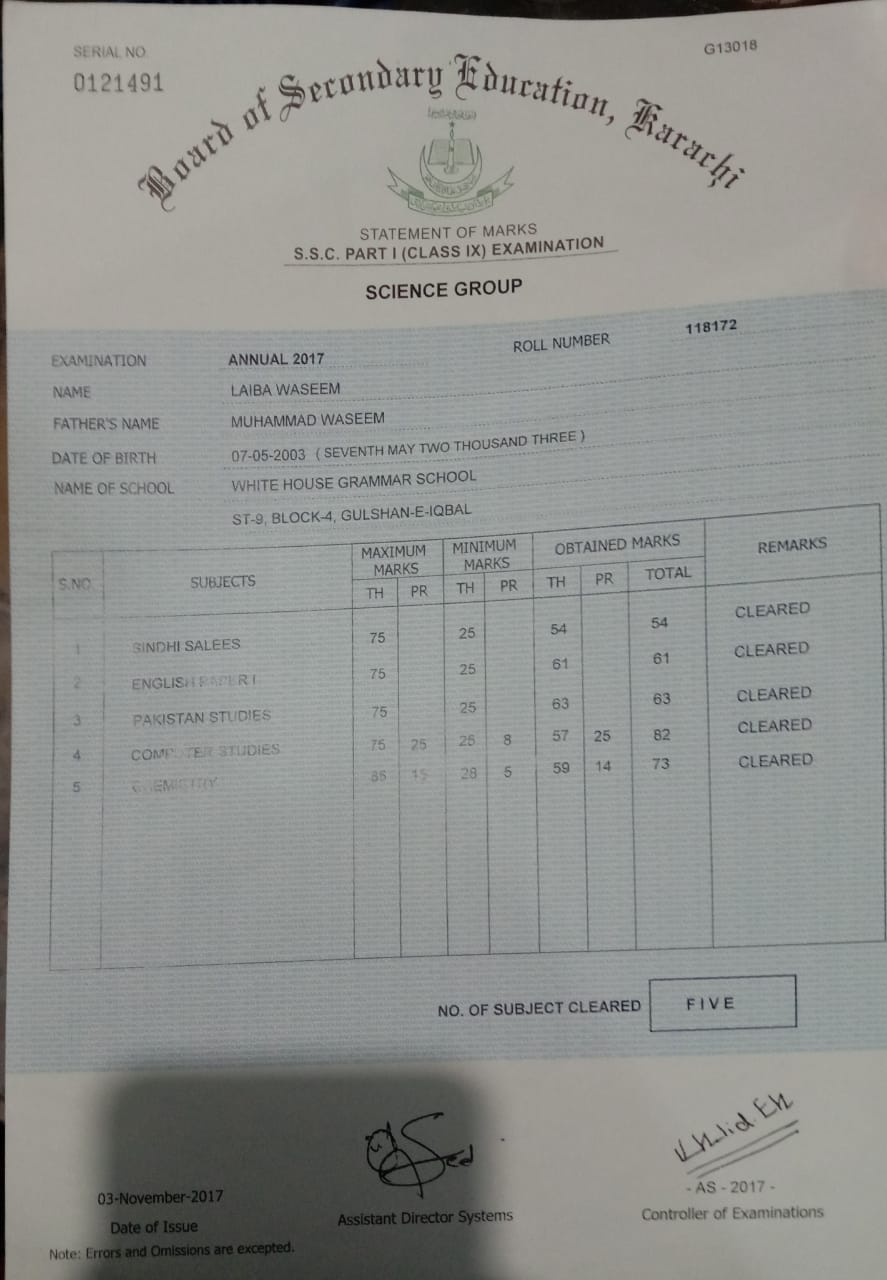 SERIAL NO.
0121491
G13018
Board of Secondary Education, Karachi
STATEMENT OF MARKS
S.S.C. PART I (CLASS IX) EXAMINATION
SCIENCE GROUP
EXAMINATION ANNUAL 2017 ROLL NUMBER 118172
NAME LAIBA WASEEM
FATHER'S NAME MUHAMMAD WASEEM
DATE OF BIRTH 07-05-2003 ( SEVENTH MAY TWO THOUSAND THREE )
NAME OF SCHOOL WHITE HOUSE GRAMMAR SCHOOL
ST-9, BLOCK-4, GULSHAN-E-IQBAL
S.NO. SUBJECTS MAXIMUM MARKS MINIMUM MARKS OBTAINED MARKS REMARKS
TH PR TH PR TH PR TOTAL
1 SINDHI SALEES 75 25 54 54 CLEARED
2 ENGLISH PAPER I 75 25 61 61 CLEARED
3 PAKISTAN STUDIES 75 25 63 63 CLEARED
4 COMPUTER STUDIES 75 25 25 8 57 25 82 CLEARED
5 CHEMISTRY 85 15 28 5 59 14 73 CLEARED
NO. OF SUBJECT CLEARED FIVE
03-November-2017
Date of Issue
Assistant Director Systems
- AS - 2017 -
Controller of Examinations
Note: Errors and Omissions are excepted.